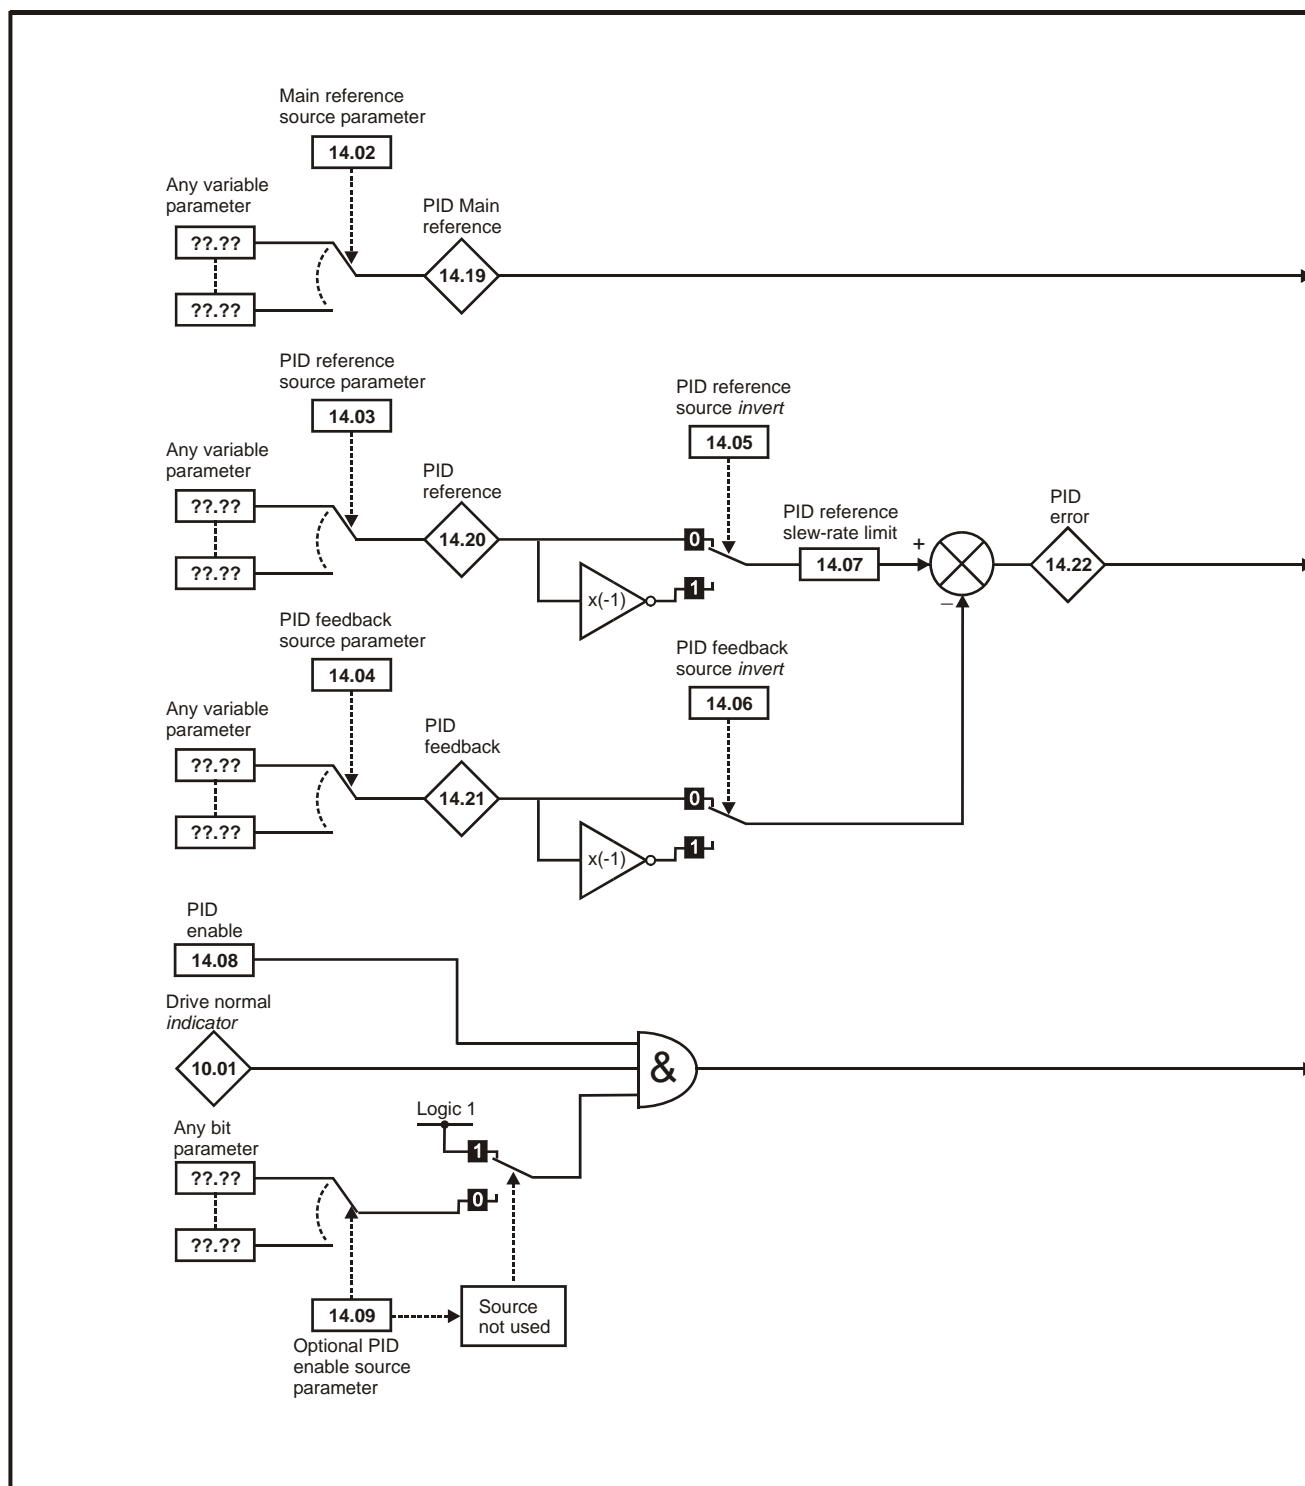 Main reference
source parameter
14.02
Any variable
parameter
??.??
??.??
PID Main
reference
14.19
PID reference
source parameter
14.03
Any variable
parameter
??.??
??.??
PID
reference
14.20
x(-1)
0
1
PID reference
source invert
14.05
PID reference
slew-rate limit
14.07
+
–
PID
error
14.22
PID feedback
source parameter
14.04
Any variable
parameter
??.??
??.??
PID
feedback
14.21
x(-1)
0
1
PID feedback
source invert
14.06
PID
enable
14.08
Drive normal
indicator
10.01
&
Logic 1
1
0
Any bit
parameter
??.??
??.??
14.09
Optional PID
enable source
parameter
Source
not used